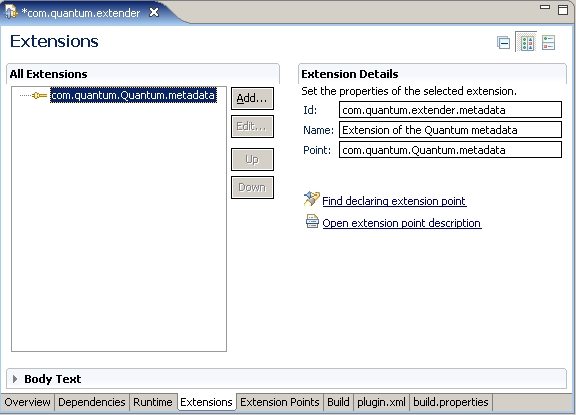 *com.quantum.extender
Extensions
All Extensions
com.quantum.Quantum.metadata
Add...
Edit...
Up
Down
Extension Details
Set the properties of the selected extension.
Id: com.quantum.extender.metadata
Name: Extension of the Quantum metadata
Point: com.quantum.Quantum.metadata
Find declaring extension point
Open extension point description
Body Text
Overview Dependencies Runtime Extensions Extension Points Build plugin.xml build.properties